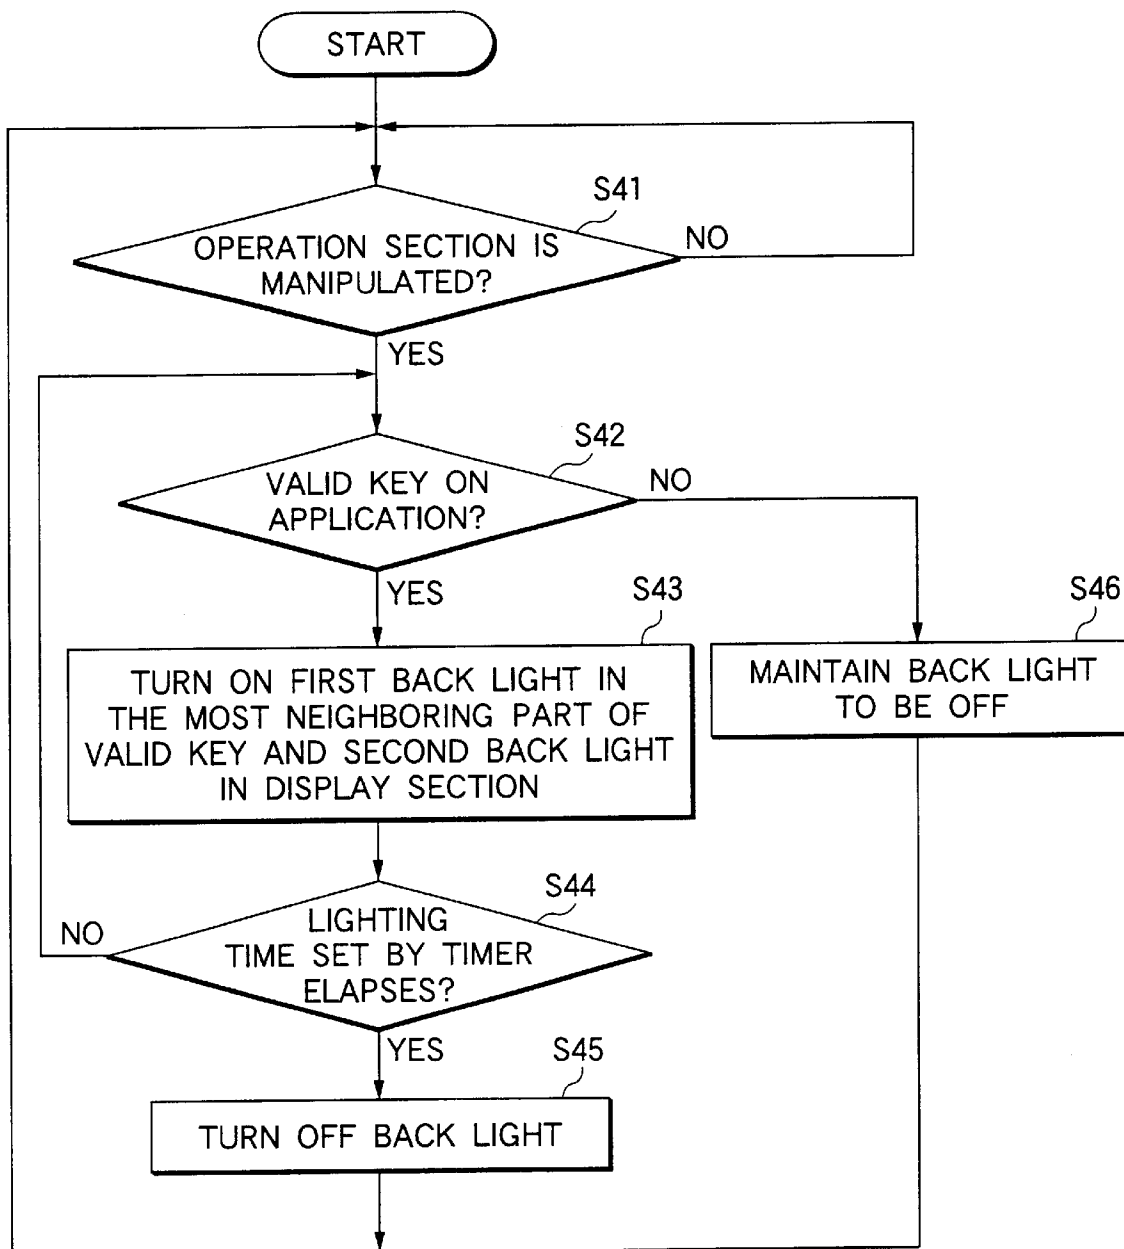 START
S41
OPERATION SECTION IS
MANIPULATED?
NO
YES
S42
VALID KEY ON
APPLICATION?
NO
YES
S43
TURN ON FIRST BACK LIGHT IN
THE MOST NEIGHBORING PART OF
VALID KEY AND SECOND BACK LIGHT
IN DISPLAY SECTION
S46
MAINTAIN BACK LIGHT
TO BE OFF
S44
LIGHTING
TIME SET BY TIMER
ELAPSES?
NO
YES
S45
TURN OFF BACK LIGHT